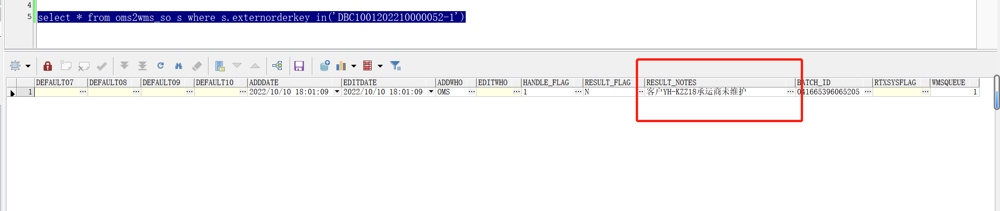 4
5 select * from oms2wms_so s where s.externorderkey in('DBC1001202210000052-1')
DEFAULT07 DEFAULT08 DEFAULT09 DEFAULT10 ADDDATE EDITDATE ADDWHO EDITWHO HANDLE_FLAG RESULT_FLAG RESULT_NOTES BATCH_ID RTXSYSFLAG WMSQUEUE
1 ... ... ... ... 2022/10/10 18:01:09 2022/10/10 18:01:09 OMS ... ... 1 ... N ... 客户YH-KZZ18承运商未维护 ... 041665396065205 ... ... 1